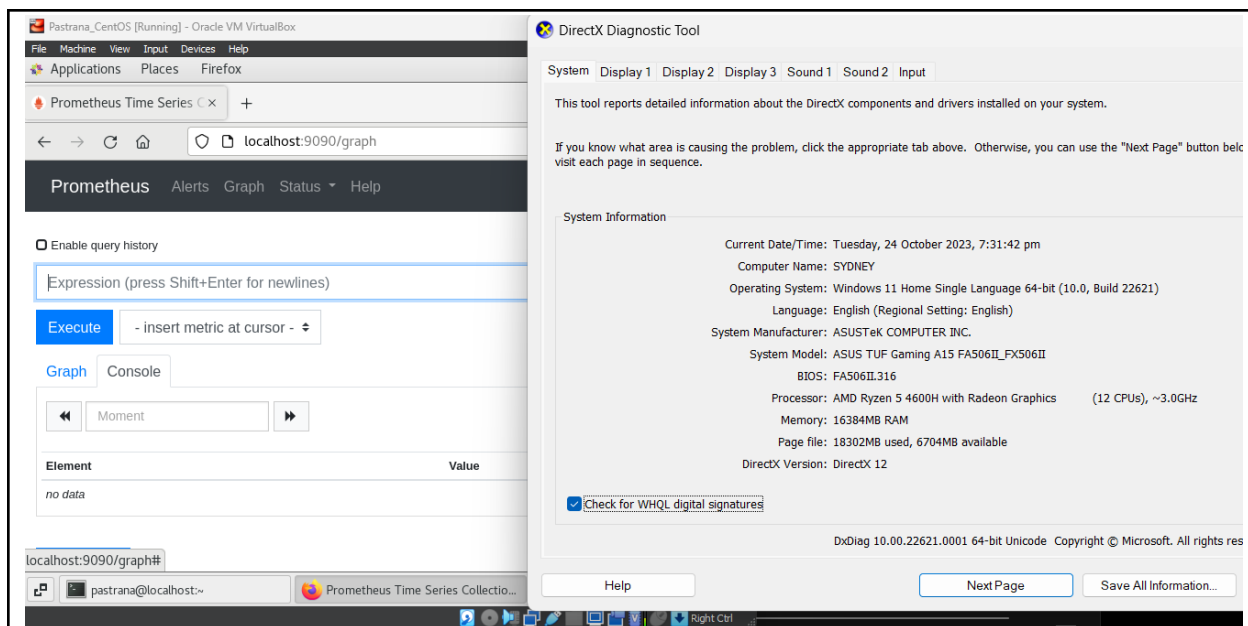 Pastrana_CentOS [Running] - Oracle VM VirtualBox
File Machine View Input Devices Help
Applications Places Firefox
Prometheus Time Series C ×
+
localhost:9090/graph
Prometheus Alerts Graph Status Help
Enable query history
Expression (press Shift+Enter for newlines)
Execute
- insert metric at cursor -
Graph Console
Moment
Element Value
no data
localhost:9090/graph#
pastrana@localhost:~
Prometheus Time Series Collectio...
Right Ctrl
DirectX Diagnostic Tool
System Display 1 Display 2 Display 3 Sound 1 Sound 2 Input
This tool reports detailed information about the DirectX components and drivers installed on your system.
If you know what area is causing the problem, click the appropriate tab above. Otherwise, you can use the "Next Page" button belo
visit each page in sequence.
System Information
Current Date/Time: Tuesday, 24 October 2023, 7:31:42 pm
Computer Name: SYDNEY
Operating System: Windows 11 Home Single Language 64-bit (10.0, Build 22621)
Language: English (Regional Setting: English)
System Manufacturer: ASUSTeK COMPUTER INC.
System Model: ASUS TUF Gaming A15 FA506II_FX506II
BIOS: FA506II.316
Processor: AMD Ryzen 5 4600H with Radeon Graphics (12 CPUs), ~3.0GHz
Memory: 16384MB RAM
Page file: 18302MB used, 6704MB available
DirectX Version: DirectX 12
Check for WHQL digital signatures
DxDiag 10.00.22621.0001 64-bit Unicode Copyright © Microsoft. All rights res
Help
Next Page
Save All Information...